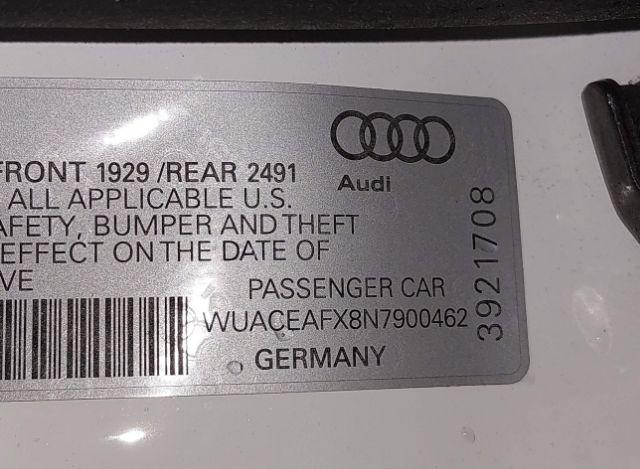 FRONT 1929 /REAR 2491
ALL APPLICABLE U.S.
AFETY, BUMPER AND THEFT
EFFECT ON THE DATE OF
VE
Audi
PASSENGER CAR
WUACEAFX8N7900462
GERMANY
3921708